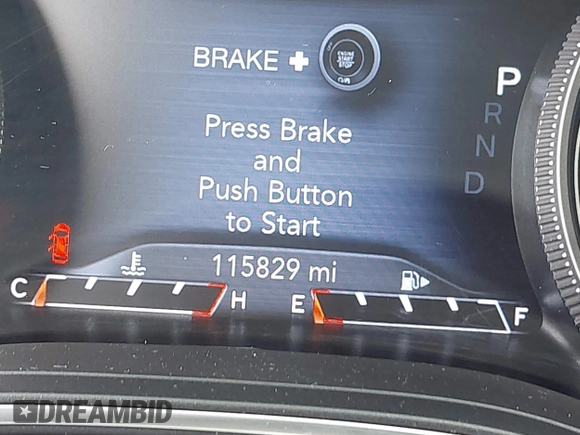 BRAKE + ENGINE START STOP
Press Brake
and
Push Button
to Start
P
R
N
D
115829 mi
C H E F
DREAMBID